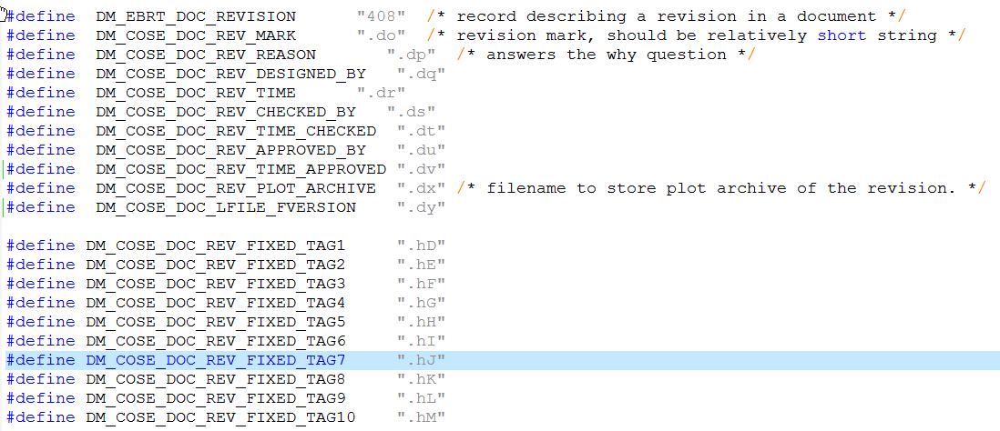 #define DM_EBRT_DOC_REVISION "408" /* record describing a revision in a document */
#define DM_COSE_DOC_REV_MARK ".do" /* revision mark, should be relatively short string */
#define DM_COSE_DOC_REV_REASON ".dp" /* answers the why question */
#define DM_COSE_DOC_REV_DESIGNED_BY ".dq"
#define DM_COSE_DOC_REV_TIME ".dr"
#define DM_COSE_DOC_REV_CHECKED_BY ".ds"
#define DM_COSE_DOC_REV_TIME_CHECKED ".dt"
#define DM_COSE_DOC_REV_APPROVED_BY ".du"
#define DM_COSE_DOC_REV_TIME_APPROVED ".dv"
#define DM_COSE_DOC_REV_PLOT_ARCHIVE ".dx" /* filename to store plot archive of the revision. */
#define DM_COSE_DOC_LFILE_FVERSION ".dy"
#define DM_COSE_DOC_REV_FIXED_TAG1 ".hD"
#define DM_COSE_DOC_REV_FIXED_TAG2 ".hE"
#define DM_COSE_DOC_REV_FIXED_TAG3 ".hF"
#define DM_COSE_DOC_REV_FIXED_TAG4 ".hG"
#define DM_COSE_DOC_REV_FIXED_TAG5 ".hH"
#define DM_COSE_DOC_REV_FIXED_TAG6 ".hI"
#define DM_COSE_DOC_REV_FIXED_TAG7 ".hJ"
#define DM_COSE_DOC_REV_FIXED_TAG8 ".hK"
#define DM_COSE_DOC_REV_FIXED_TAG9 ".hL"
#define DM_COSE_DOC_REV_FIXED_TAG10 ".hM"